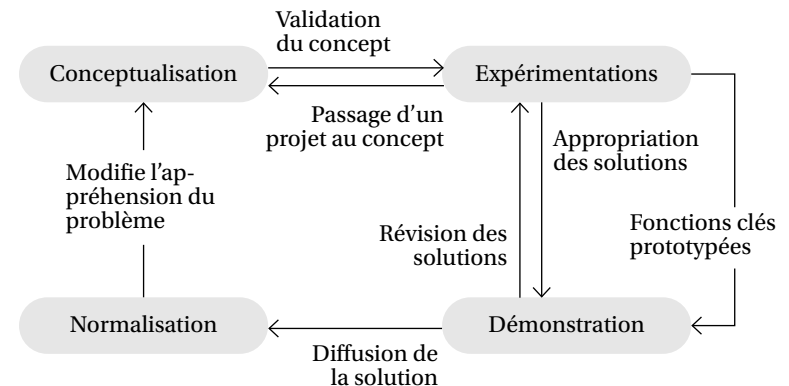 Validation
du concept
Conceptualisation
Expérimentations
Passage d’un
projet au concept
Appropriation
des solutions
Modifie l’ap-
préhension du
problème
Révision des
solutions
Fonctions clés
prototypées
Normalisation
Démonstration
Diffusion de
la solution